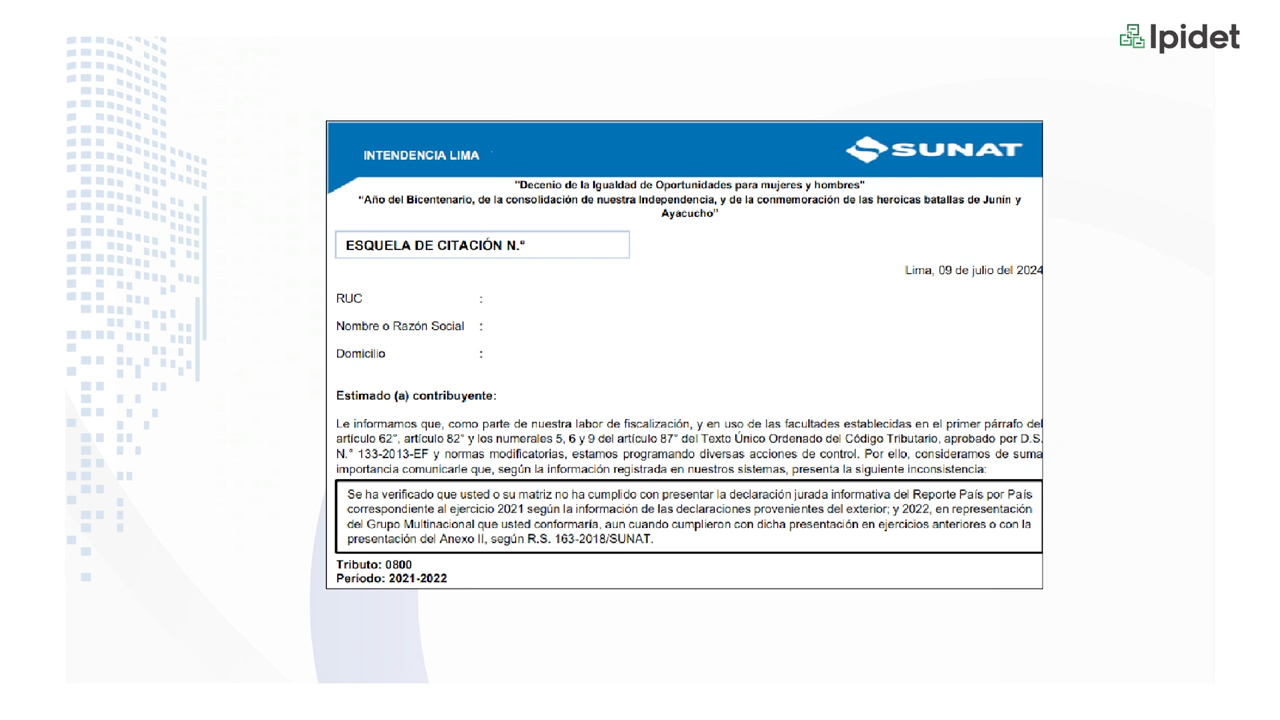 Ipidet
INTENDENCIA LIMA
SUNAT
"Decenio de la Igualdad de Oportunidades para mujeres y hombres"
"Año del Bicentenario, de la consolidación de nuestra Independencia, y de la conmemoración de las heroicas batallas de Junín y
Ayacucho"
ESQUELA DE CITACIÓN N.°
Lima, 09 de julio del 2024
RUC :
Nombre o Razón Social :
Domicilio :
Estimado (a) contribuyente:
Le informamos que, como parte de nuestra labor de fiscalización, y en uso de las facultades establecidas en el primer párrafo del
artículo 62°, artículo 82° y los numerales 5, 6 y 9 del artículo 87° del Texto Único Ordenado del Código Tributario, aprobado por D.S.
N.° 133-2013-EF y normas modificatorias, estamos programando diversas acciones de control. Por ello, consideramos de suma
importancia comunicarle que, según la información registrada en nuestros sistemas, presenta la siguiente inconsistencia:
Se ha verificado que usted o su matriz no ha cumplido con presentar la declaración jurada informativa del Reporte País por País
correspondiente al ejercicio 2021 según la información de las declaraciones provenientes del exterior; y 2022, en representación
del Grupo Multinacional que usted conformaría, aun cuando cumplieron con dicha presentación en ejercicios anteriores o con la
presentación del Anexo II, según R.S. 163-2018/SUNAT.
Tributo: 0800
Período: 2021-2022